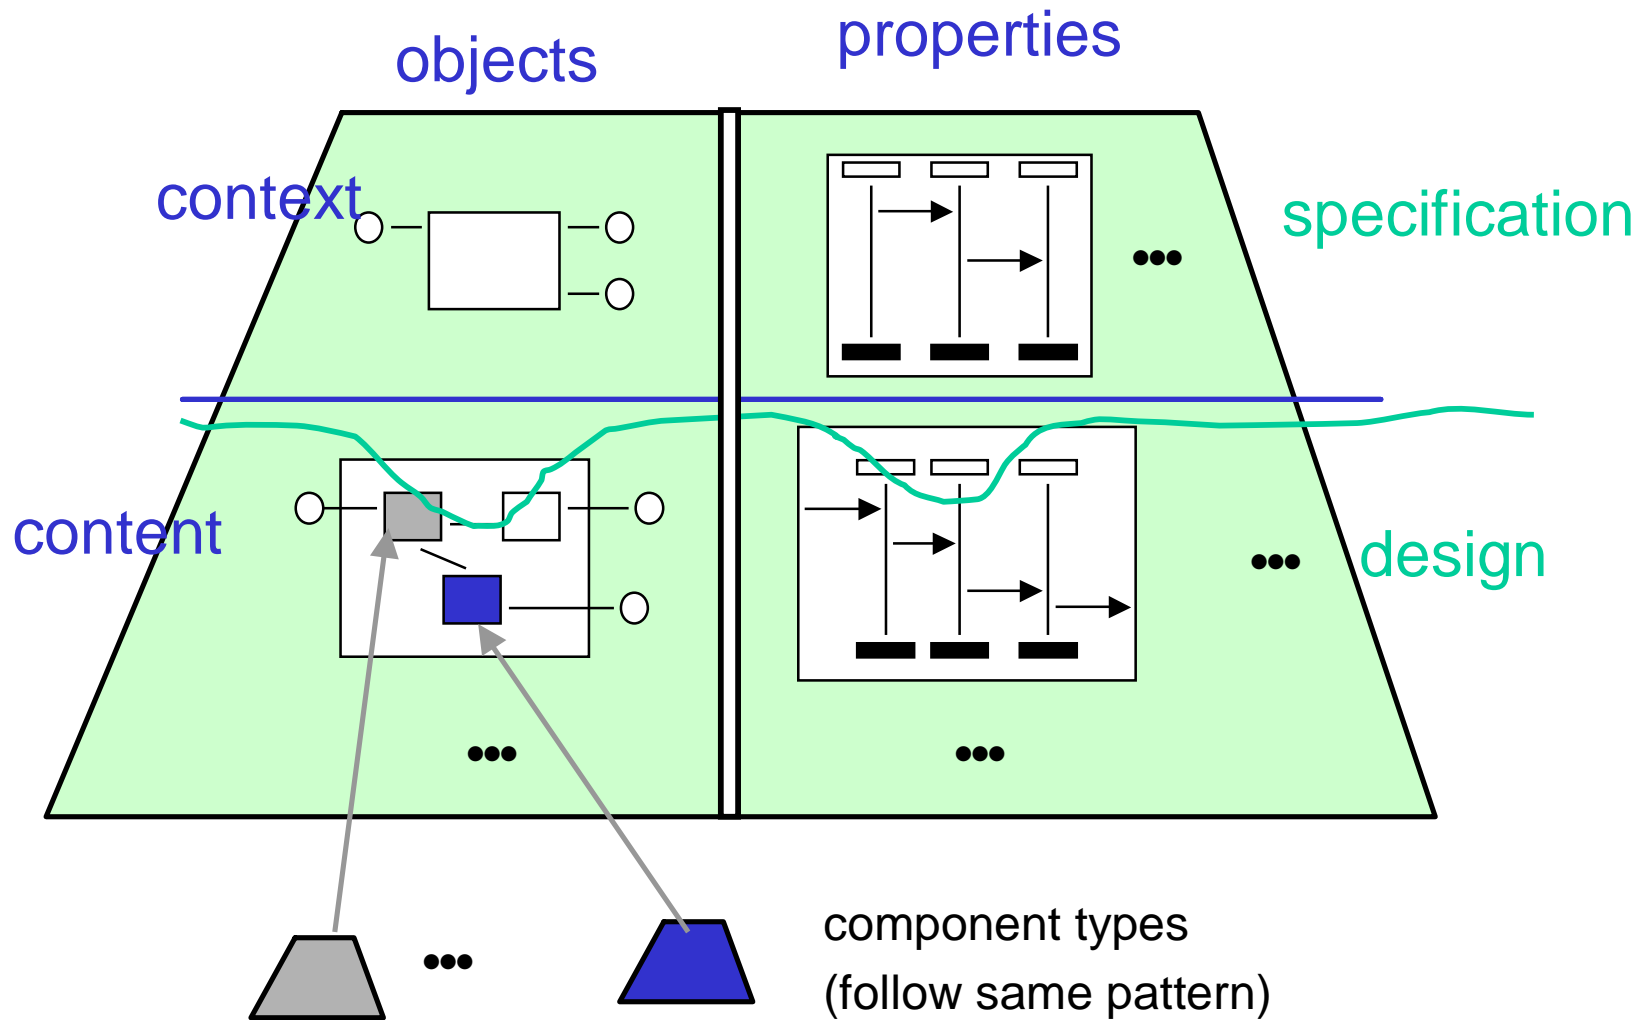 objects
properties
context
specification
content
design
component types
(follow same pattern)